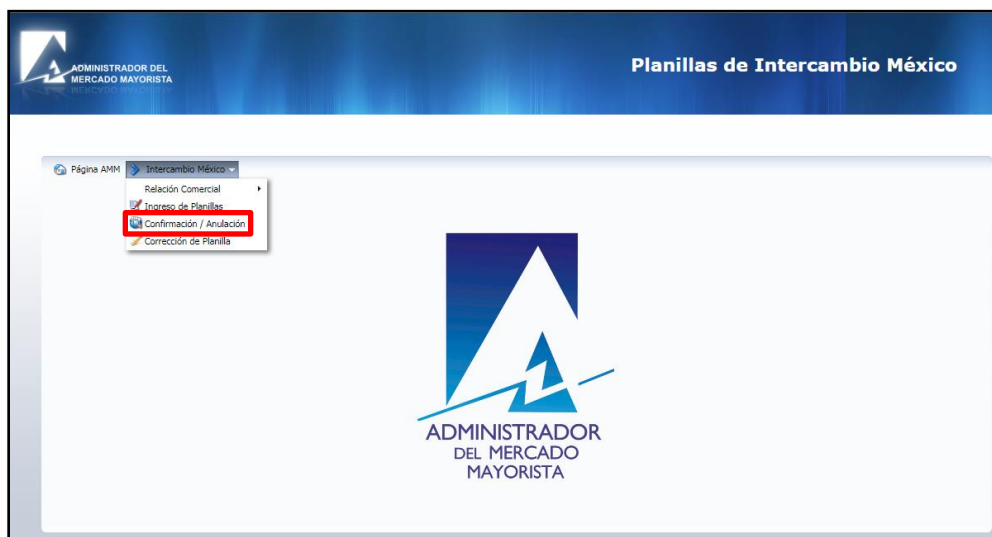 ADMINISTRADOR DEL
MERCADO MAYORISTA
Planillas de Intercambio México
Página AMM Intercambio México
Relación Comercial
Ingreso de Planillas
Confirmación / Anulación
Corrección de Planilla
ADMINISTRADOR
DEL MERCADO
MAYORISTA